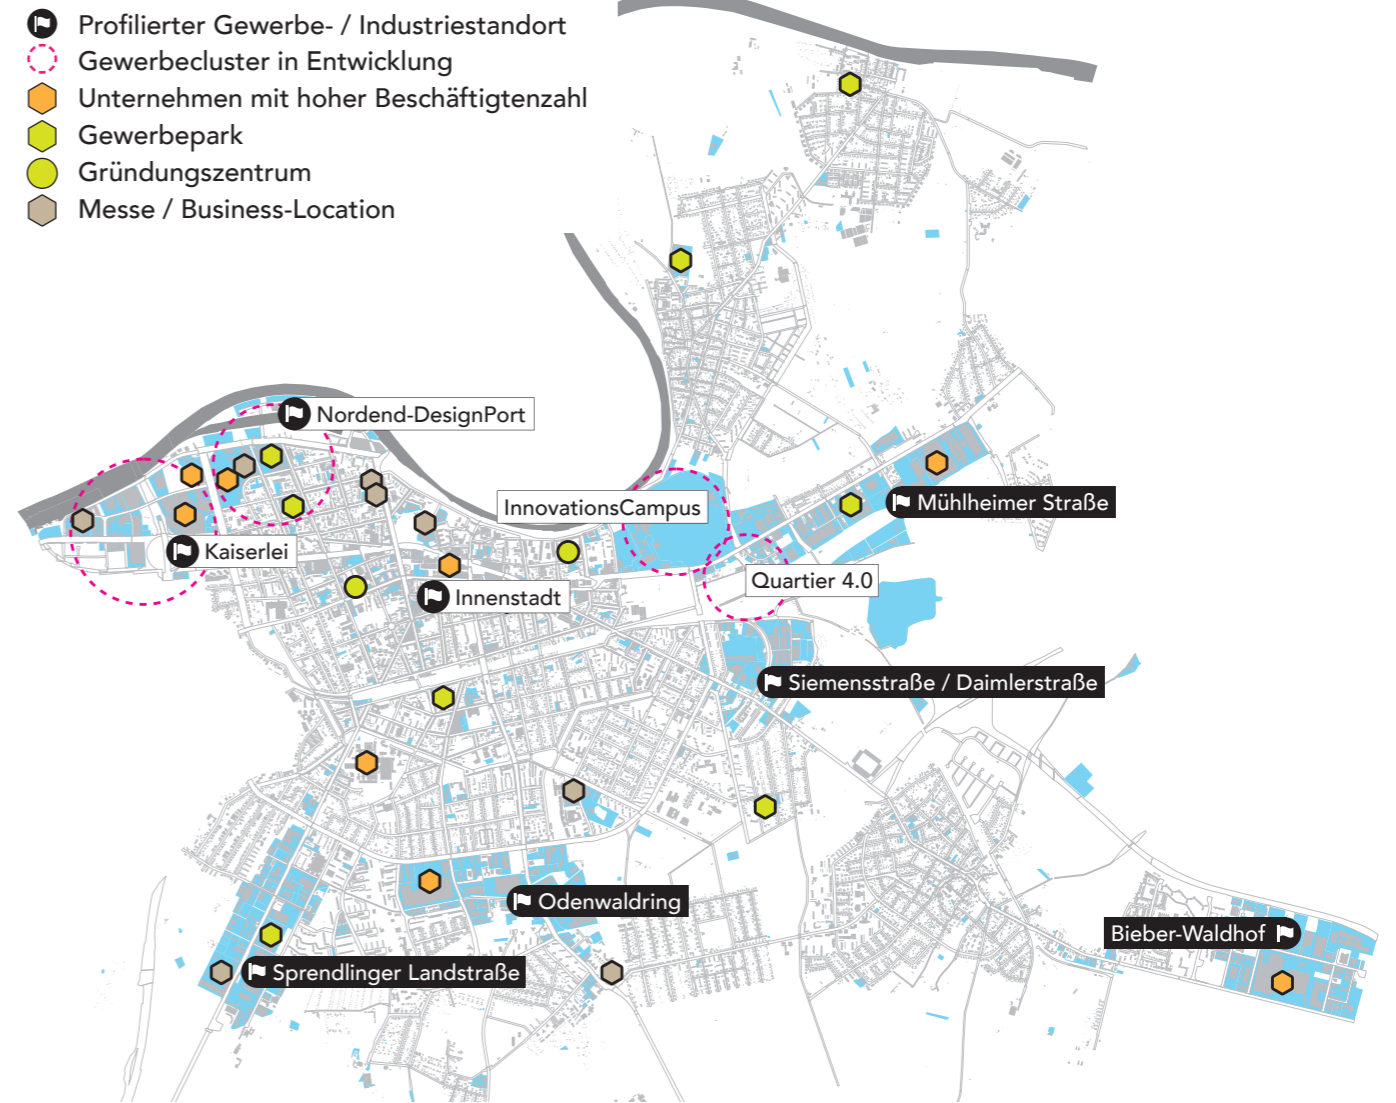 Profilierter Gewerbe- / Industriestandort
Gewerbecluster in Entwicklung
Unternehmen mit hoher Beschäftigtenzahl
Gewerbepark
Gründungszentrum
Messe / Business-Location
Nordend-DesignPort
InnovationsCampus
Mühlheimer Straße
Kaiserlei
Quartier 4.0
Innenstadt
Siemensstraße / Daimlerstraße
Odenwaldring
Bieber-Waldhof
Sprendlinger Landstraße